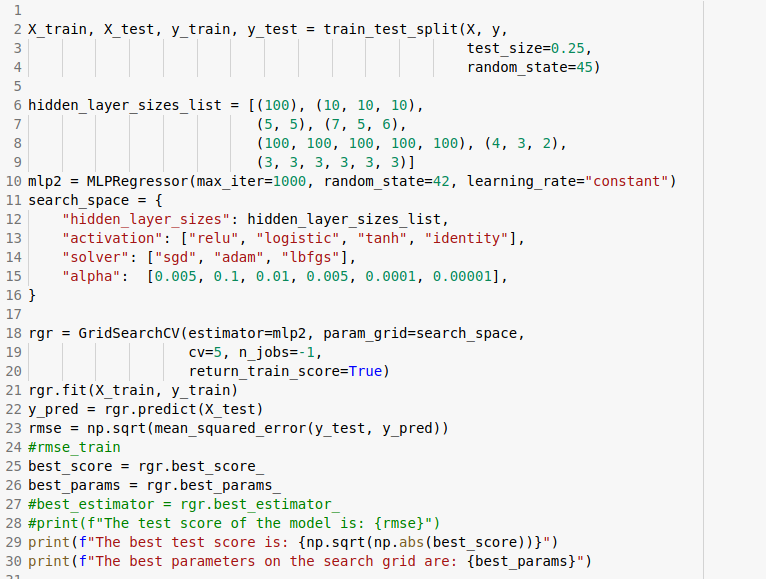 1
2 X_train, X_test, y_train, y_test = train_test_split(X, y,
3                                                     test_size=0.25,
4                                                     random_state=45)
5
6 hidden_layer_sizes_list = [(100), (10, 10, 10),
7                            (5, 5), (7, 5, 6),
8                            (100, 100, 100, 100, 100), (4, 3, 2),
9                            (3, 3, 3, 3, 3, 3)]
10 mlp2 = MLPRegressor(max_iter=1000, random_state=42, learning_rate="constant")
11 search_space = {
12     "hidden_layer_sizes": hidden_layer_sizes_list,
13     "activation": ["relu", "logistic", "tanh", "identity"],
14     "solver": ["sgd", "adam", "lbfgs"],
15     "alpha":  [0.005, 0.1, 0.01, 0.005, 0.0001, 0.00001],
16 }
17
18 rgr = GridSearchCV(estimator=mlp2, param_grid=search_space,
19                    cv=5, n_jobs=-1,
20                    return_train_score=True)
21 rgr.fit(X_train, y_train)
22 y_pred = rgr.predict(X_test)
23 rmse = np.sqrt(mean_squared_error(y_test, y_pred))
24 #rmse_train
25 best_score = rgr.best_score_
26 best_params = rgr.best_params_
27 #best_estimator = rgr.best_estimator_
28 #print(f"The test score of the model is: {rmse}")
29 print(f"The best test score is: {np.sqrt(np.abs(best_score))}")
30 print(f"The best parameters on the search grid are: {best_params}")